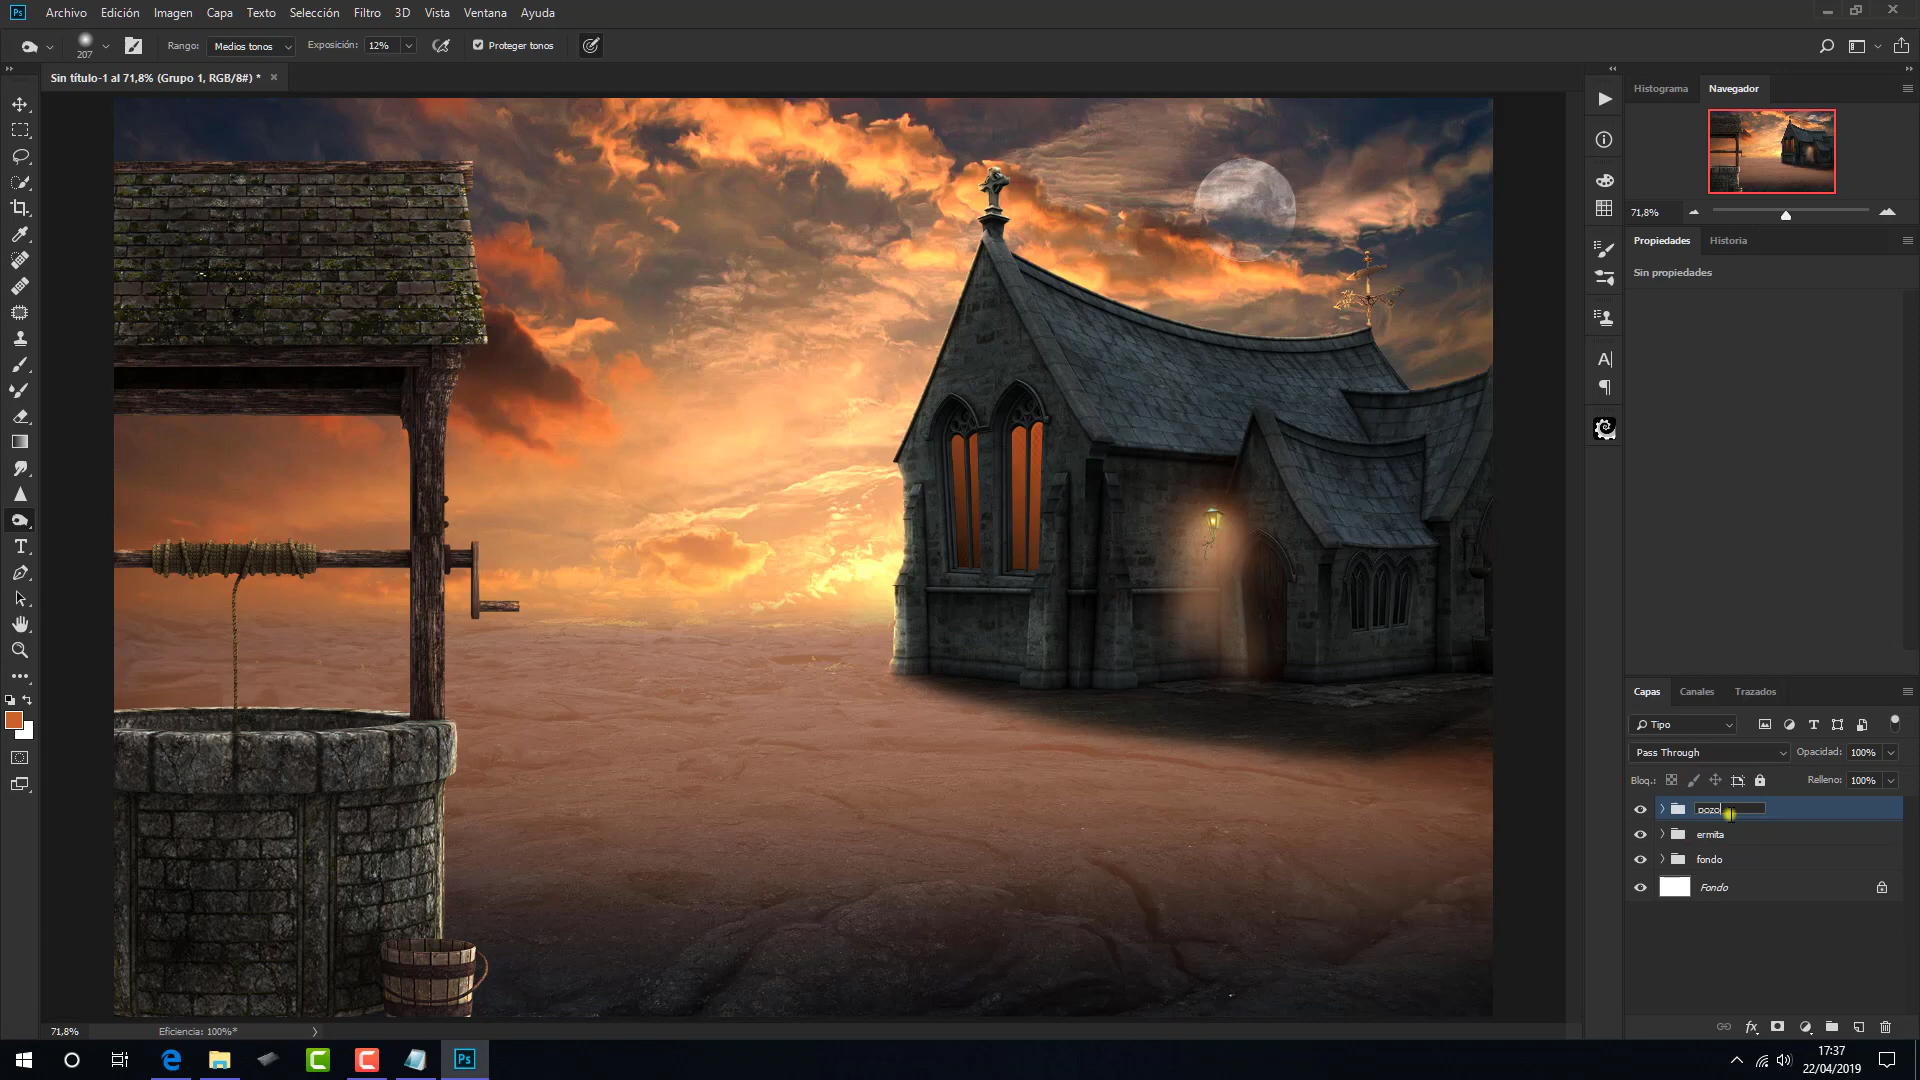 Ps Archivo Edición Imagen Capa Texto Selección Filtro 3D Vista Ventana Ayuda
207 Rango: Medios tonos Exposición: 12% Proteger tonos
Sin título-1 al 71,8% (Grupo 1, RGB/8#) * ×
Histograma Navegador
71,8%
Propiedades Historia
Sin propiedades
Capas Canales Trazados
Tipo
Pass Through Opacidad: 100%
Bloq.: Relleno: 100%
pozo
ermita
fondo
Fondo
71,8% Eficiencia: 100%*
Ps
17:37
22/04/2019